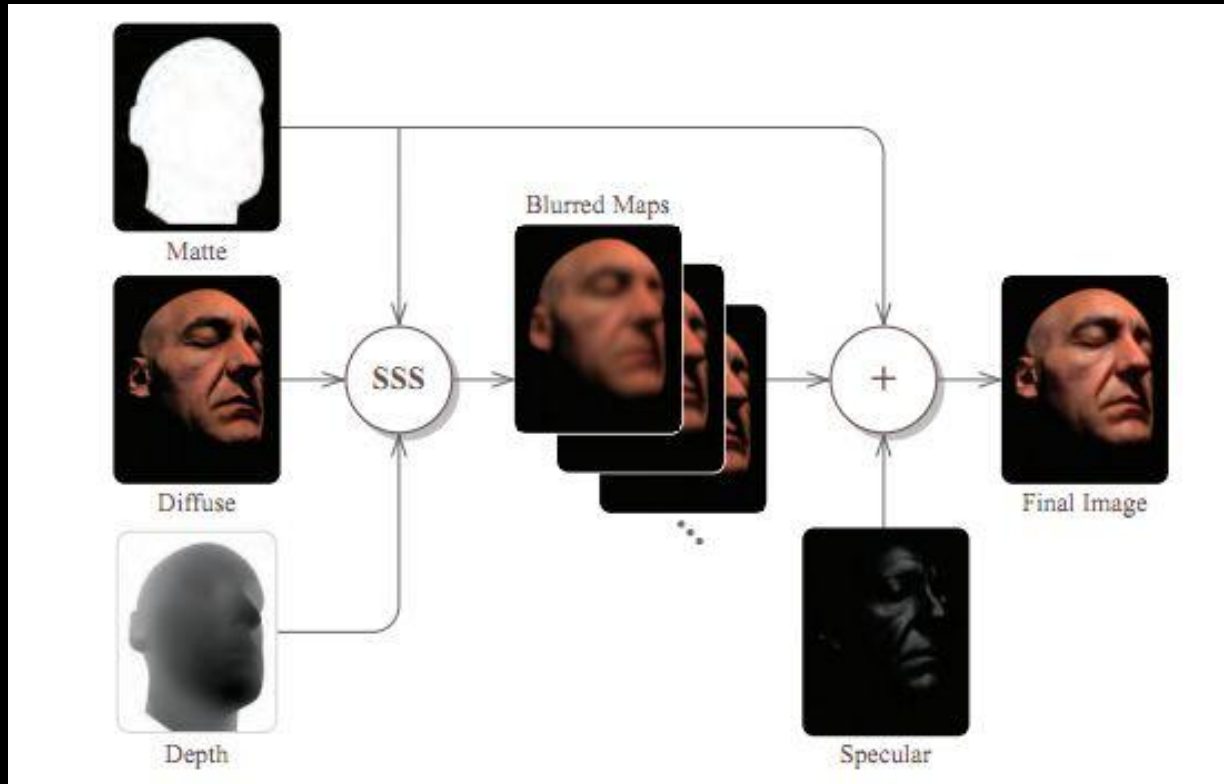 Matte
Blurred Maps
Diffuse
SSS
+
Final Image
Depth
Specular